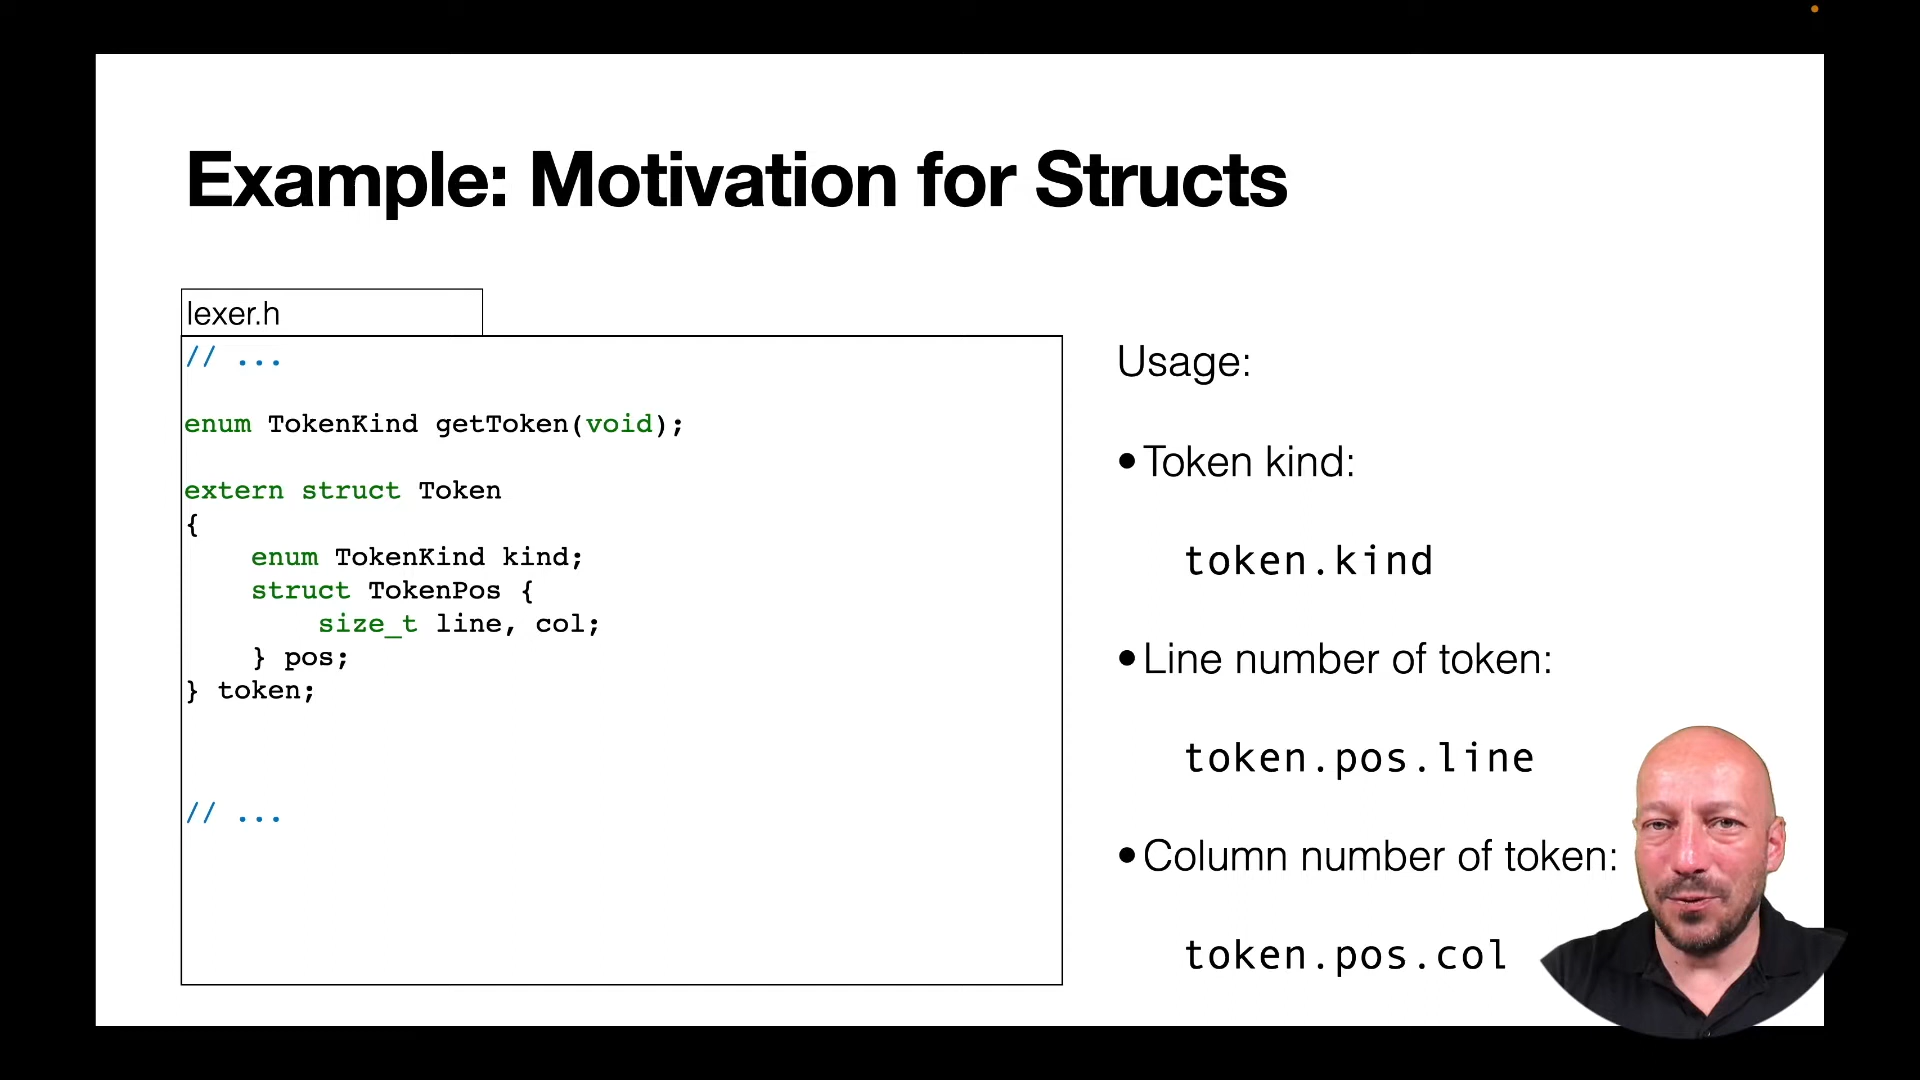 Example: Motivation for Structs
lexer.h
// ...
enum TokenKind getToken(void);
extern struct Token
{
    enum TokenKind kind;
    struct TokenPos {
        size_t line, col;
    } pos;
} token;
// ...
Usage:
•Token kind:
token.kind
•Line number of token:
token.pos.line
•Column number of token:
token.pos.col